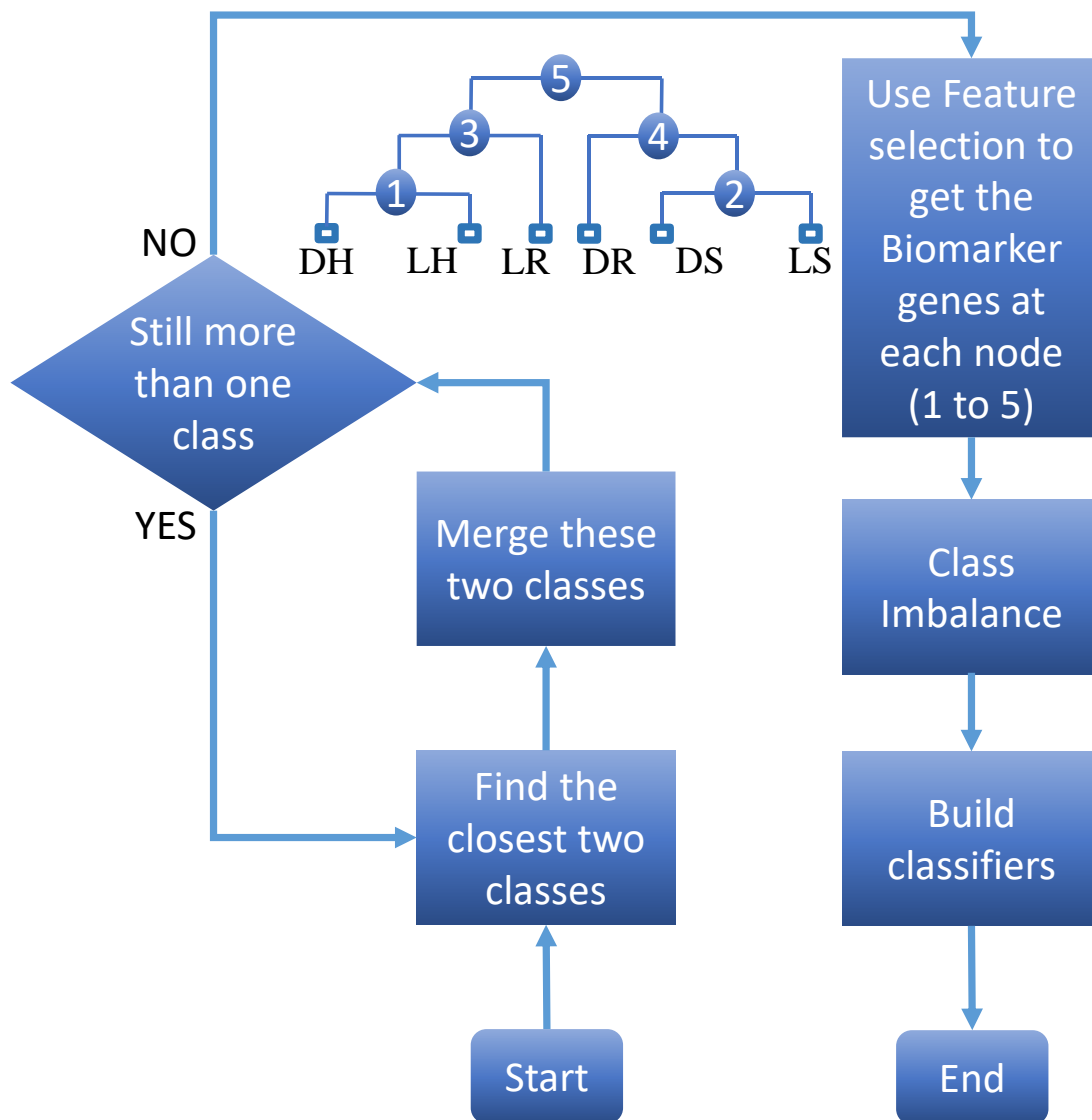 5
3
4
1
2
DH
LH
LR
DR
DS
LS
NO
Still more
than one
class
YES
Merge these
two classes
Find the
closest two
classes
Start
Use Feature
selection to
get the
Biomarker
genes at
each node
(1 to 5)
Class
Imbalance
Build
classifiers
End